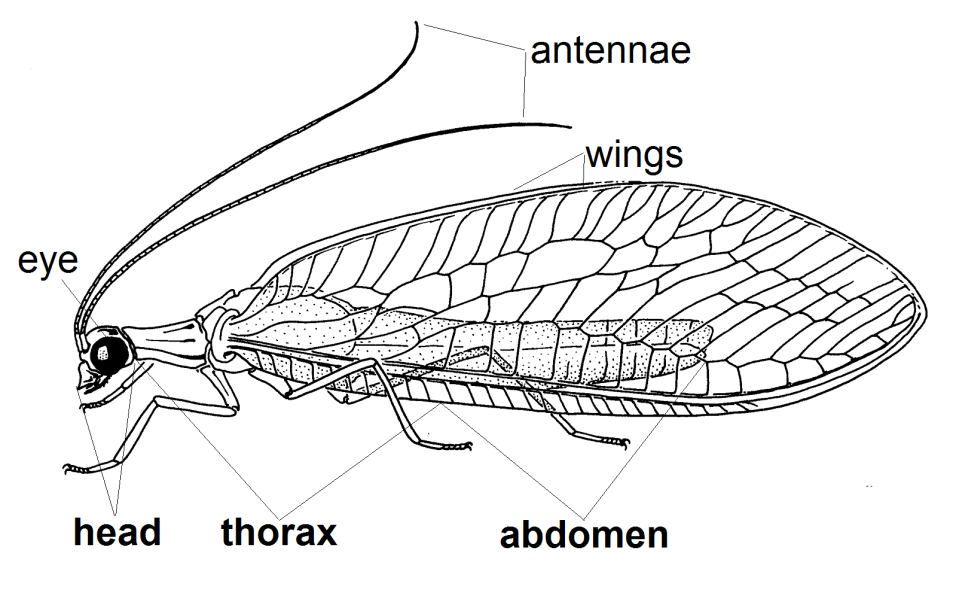 antennae
wings
eye
head
thorax
abdomen